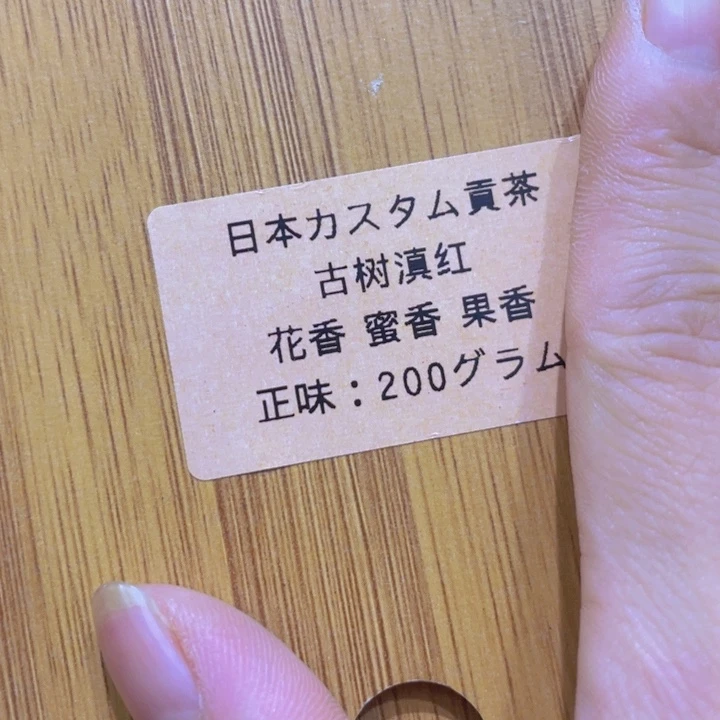 日本カスタム貢茶
古树滇红
花香 蜜香 果香
正味：200グラム